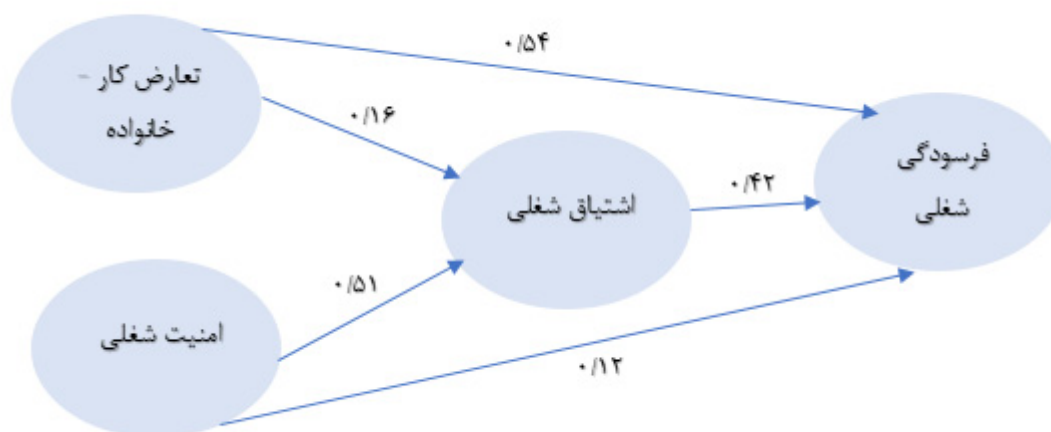 ۰/۵۴
تعارض کار -
خانواده
۰/۱۶
فرسودگی
شغلی
۰/۴۲
اشتیاق شغلی
۰/۵۱
امنیت شغلی
۰/۱۲